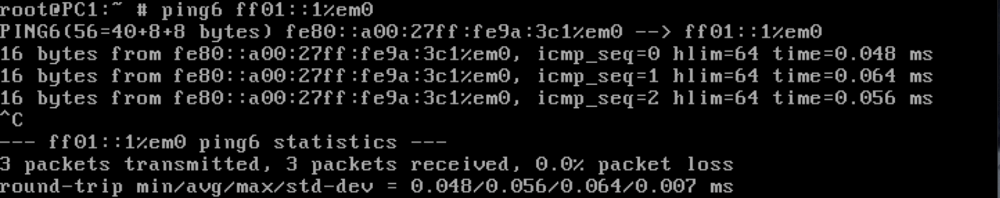 root@PC1:~ # ping6 ff01::1%em0
PING6(56=40+8+8 bytes) fe80::a00:27ff:fe9a:3c1%em0 --> ff01::1%em0
16 bytes from fe80::a00:27ff:fe9a:3c1%em0, icmp_seq=0 hlim=64 time=0.048 ms
16 bytes from fe80::a00:27ff:fe9a:3c1%em0, icmp_seq=1 hlim=64 time=0.064 ms
16 bytes from fe80::a00:27ff:fe9a:3c1%em0, icmp_seq=2 hlim=64 time=0.056 ms
^C
--- ff01::1%em0 ping6 statistics ---
3 packets transmitted, 3 packets received, 0.0% packet loss
round-trip min/avg/max/std-dev = 0.048/0.056/0.064/0.007 ms